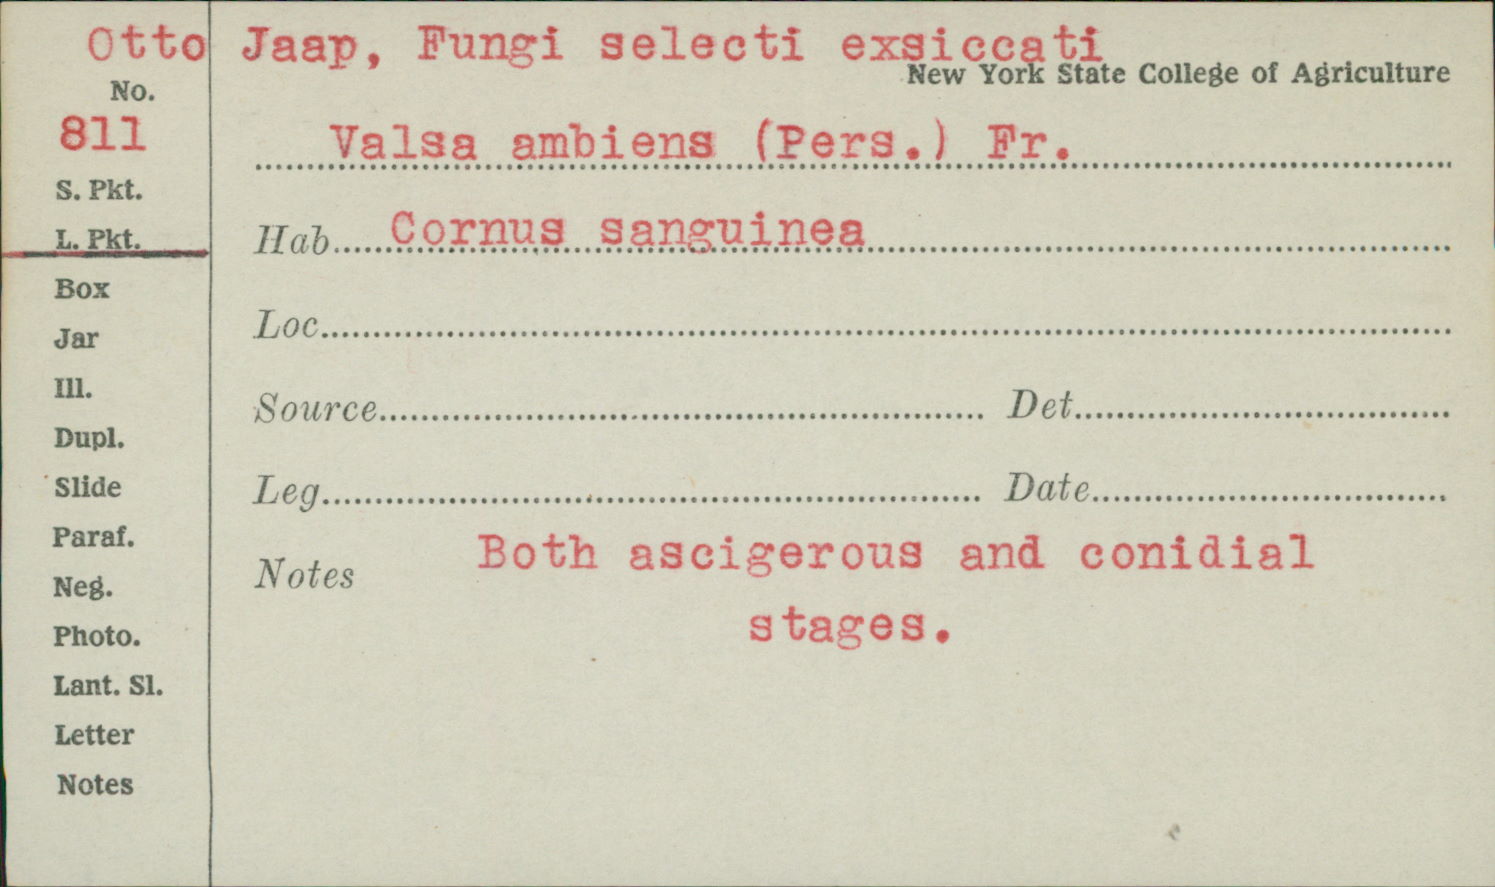 Otto Jaap, Fungi selecti exsiccati
New York State College of Agriculture
No.
811
Valsa ambiens (Pers.) Fr.
S. Pkt.
L. Pkt.
Hab. Cornus sanguinea
Box
Jar
Loc.
Ill.
Source Det.
Dupl.
Slide
Leg. Date
Paraf.
Neg.
Notes Both ascigerous and conidial
stages.
Photo.
Lant. Sl.
Letter
Notes